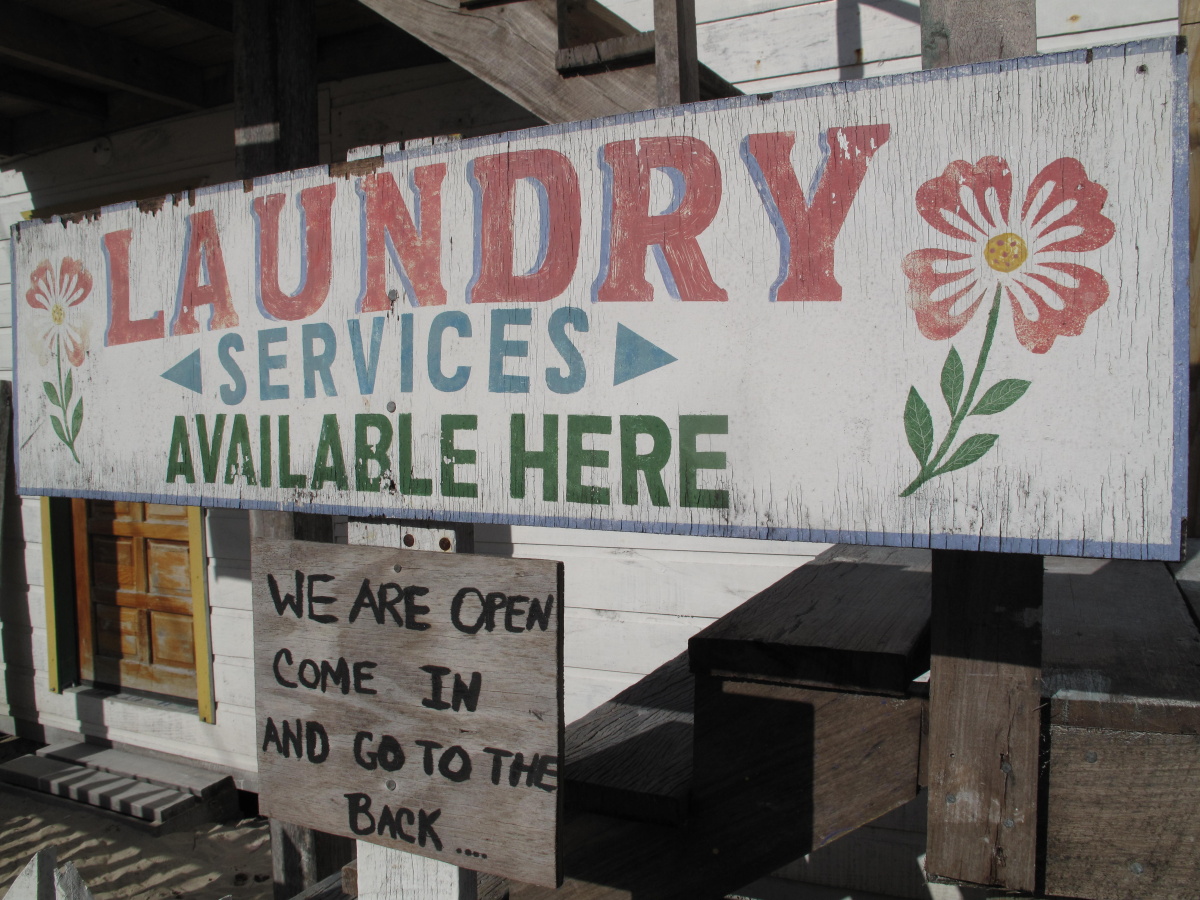 LAUNDRY
SERVICES
AVAILABLE HERE
WE ARE OPEN
COME IN
AND GO TO THE
BACK ....